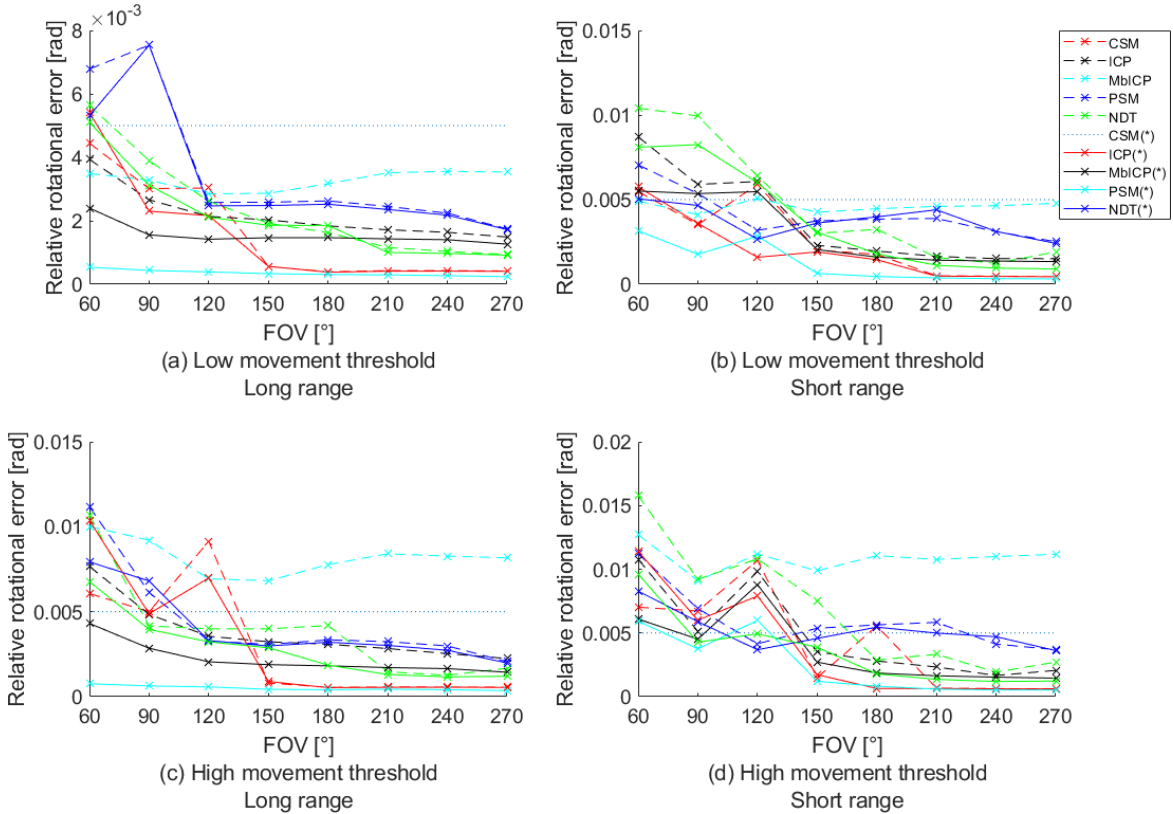 ×10⁻³
8
6
4
2
0
Relative rotational error [rad]
60 90 120 150 180 210 240 270
FOV [°]
(a) Low movement threshold
Long range
0.015
0.01
0.005
0
Relative rotational error [rad]
60 90 120 150 180 210 240 270
FOV [°]
(b) Low movement threshold
Short range
CSM
ICP
MbICP
PSM
NDT
CSM(*)
ICP(*)
MbICP(*)
PSM(*)
NDT(*)
0.015
0.01
0.005
0
Relative rotational error [rad]
60 90 120 150 180 210 240 270
FOV [°]
(c) High movement threshold
Long range
0.02
0.015
0.01
0.005
0
Relative rotational error [rad]
60 90 120 150 180 210 240 270
FOV [°]
(d) High movement threshold
Short range